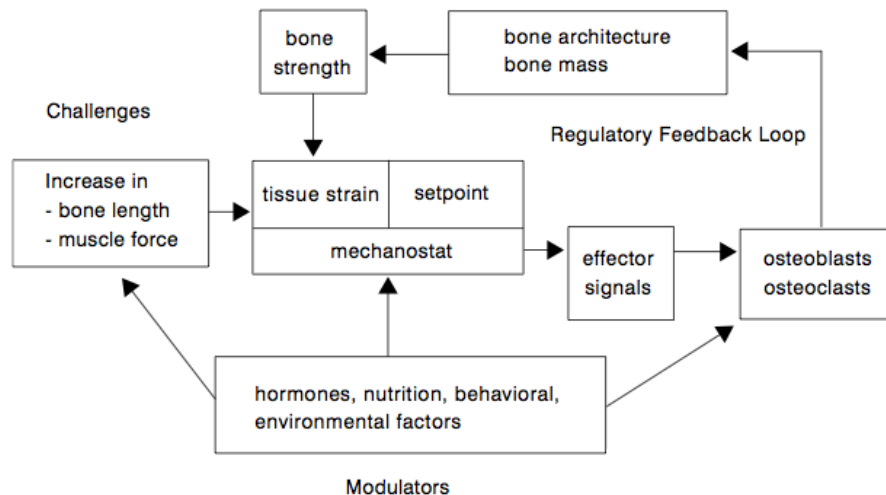 bone
strength
bone architecture
bone mass
Challenges
Regulatory Feedback Loop
Increase in
- bone length
- muscle force
tissue strain
setpoint
mechanostat
effector
signals
osteoblasts
osteoclasts
hormones, nutrition, behavioral,
environmental factors
Modulators